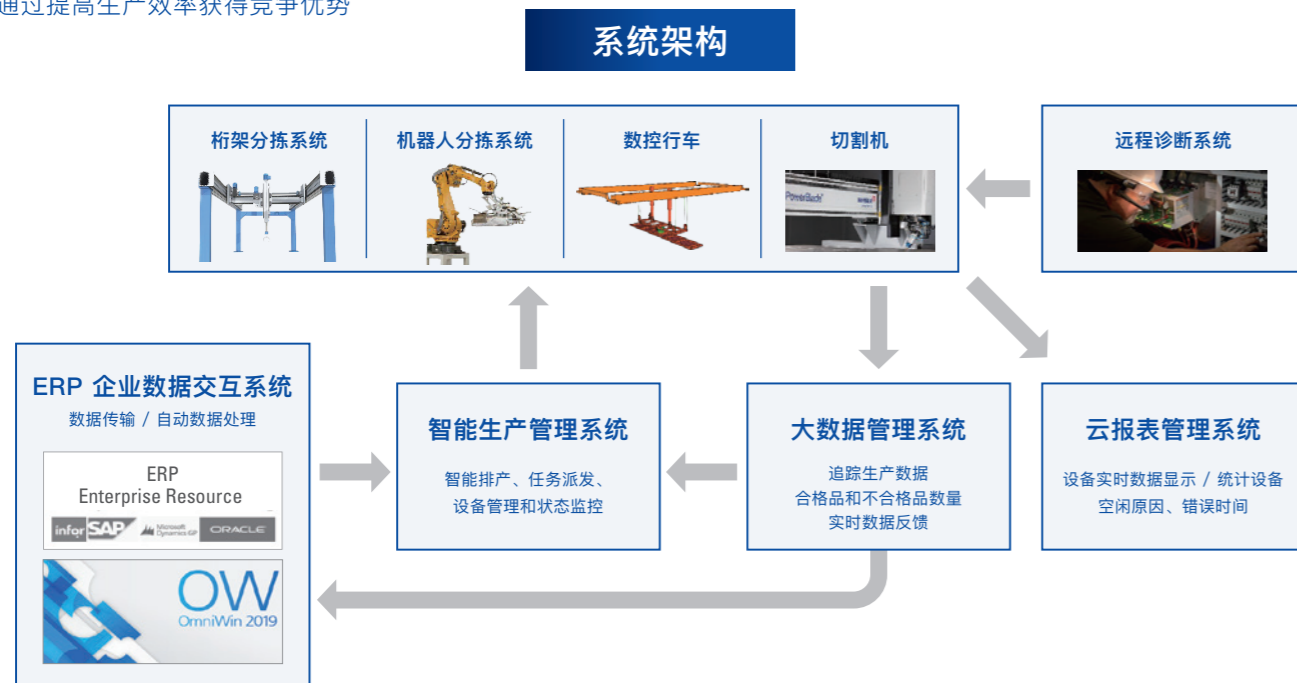 通过提高生产效率获得竞争优势
系统架构
桁架分拣系统
机器人分拣系统
数控行车
切割机
远程诊断系统
PowerBlade
ERP 企业数据交互系统
数据传输 / 自动数据处理
ERP
Enterprise Resource
infor SAP Microsoft Dynamics GP ORACLE
OW
OmniWin 2019
智能生产管理系统
智能排产、任务派发、
设备管理和状态监控
大数据管理系统
追踪生产数据
合格品和不合格品数量
实时数据反馈
云报表管理系统
设备实时数据显示 / 统计设备
空闲原因、错误时间